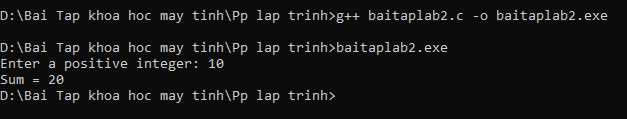 D:\Bai Tap khoa hoc may tinh\Pp lap trinh>g++ baitaplab2.c -o baitaplab2.exe
D:\Bai Tap khoa hoc may tinh\Pp lap trinh>baitaplab2.exe
Enter a positive integer: 10
Sum = 20
D:\Bai Tap khoa hoc may tinh\Pp lap trinh>